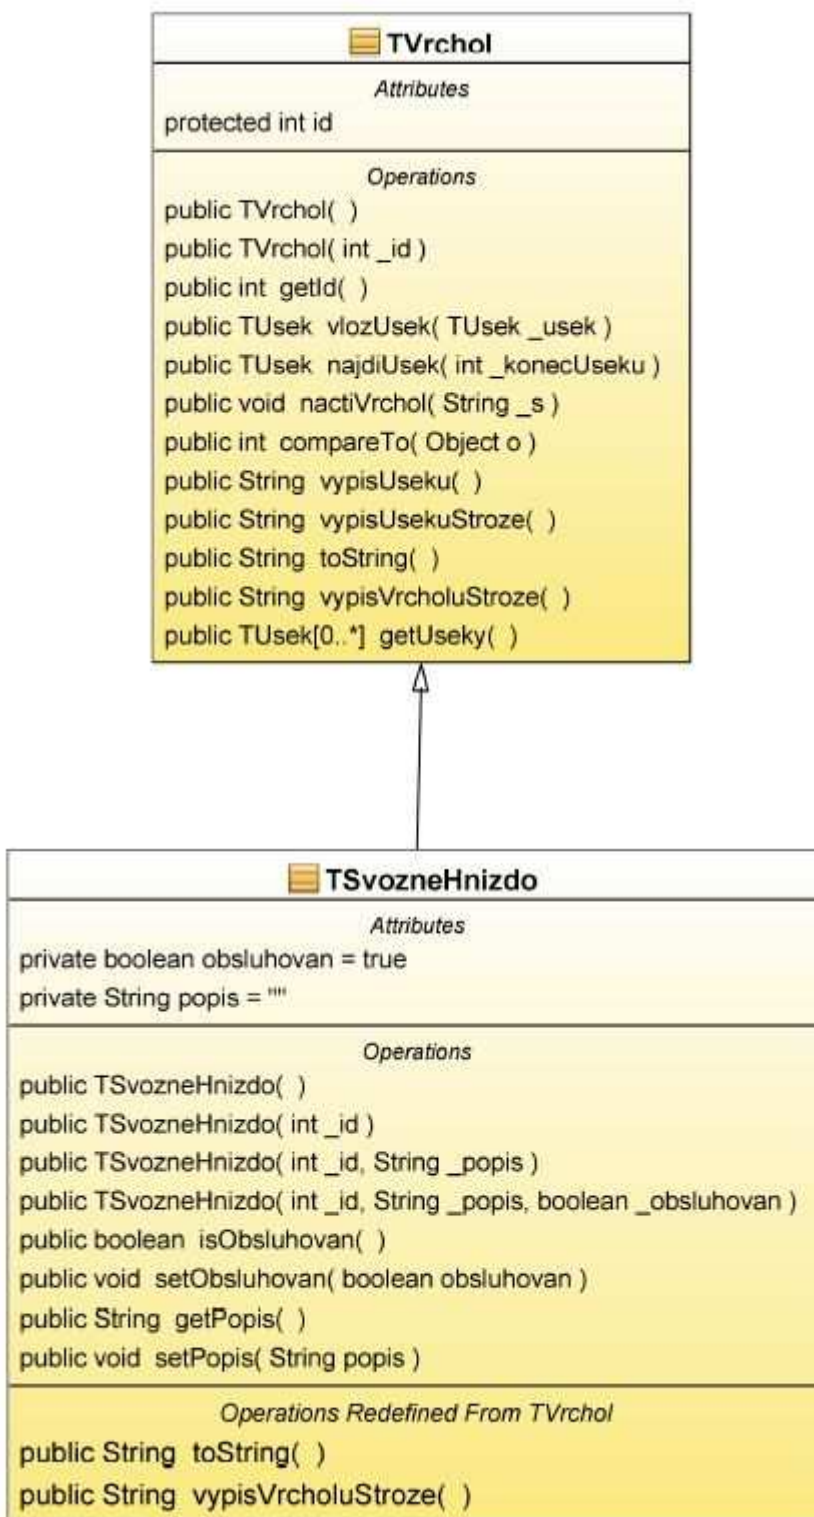 TVrchol
Attributes
protected int id
Operations
public TVrchol( )
public TVrchol( int _id )
public int getId( )
public TUsek vlozUsek( TUsek _usek )
public TUsek najdiUsek( int _konecUseku )
public void nactiVrchol( String _s )
public int compareTo( Object o )
public String vypisUseku( )
public String vypisUsekuStroze( )
public String toString( )
public String vypisVrcholuStroze( )
public TUsek[0..*] getUseky( )
TSvozneHnizdo
Attributes
private boolean obsluhovan = true
private String popis = ""
Operations
public TSvozneHnizdo( )
public TSvozneHnizdo( int _id )
public TSvozneHnizdo( int _id, String _popis )
public TSvozneHnizdo( int _id, String _popis, boolean _obsluhovan )
public boolean isObsluhovan( )
public void setObsluhovan( boolean obsluhovan )
public String getPopis( )
public void setPopis( String popis )
Operations Redefined From TVrchol
public String toString( )
public String vypisVrcholuStroze( )